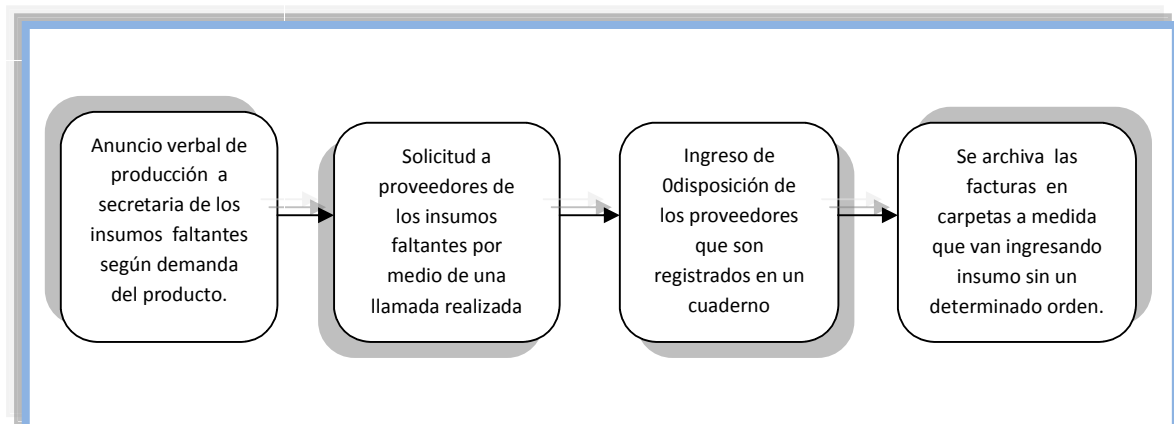 Anuncio verbal de
producción a
secretaria de los
insumos faltantes
según demanda
del producto.
Solicitud a
proveedores de
los insumos
faltantes por
medio de una
llamada realizada
Ingreso de
0disposición de
los proveedores
que son
registrados en un
cuaderno
Se archiva las
facturas en
carpetas a medida
que van ingresando
insumo sin un
determinado orden.